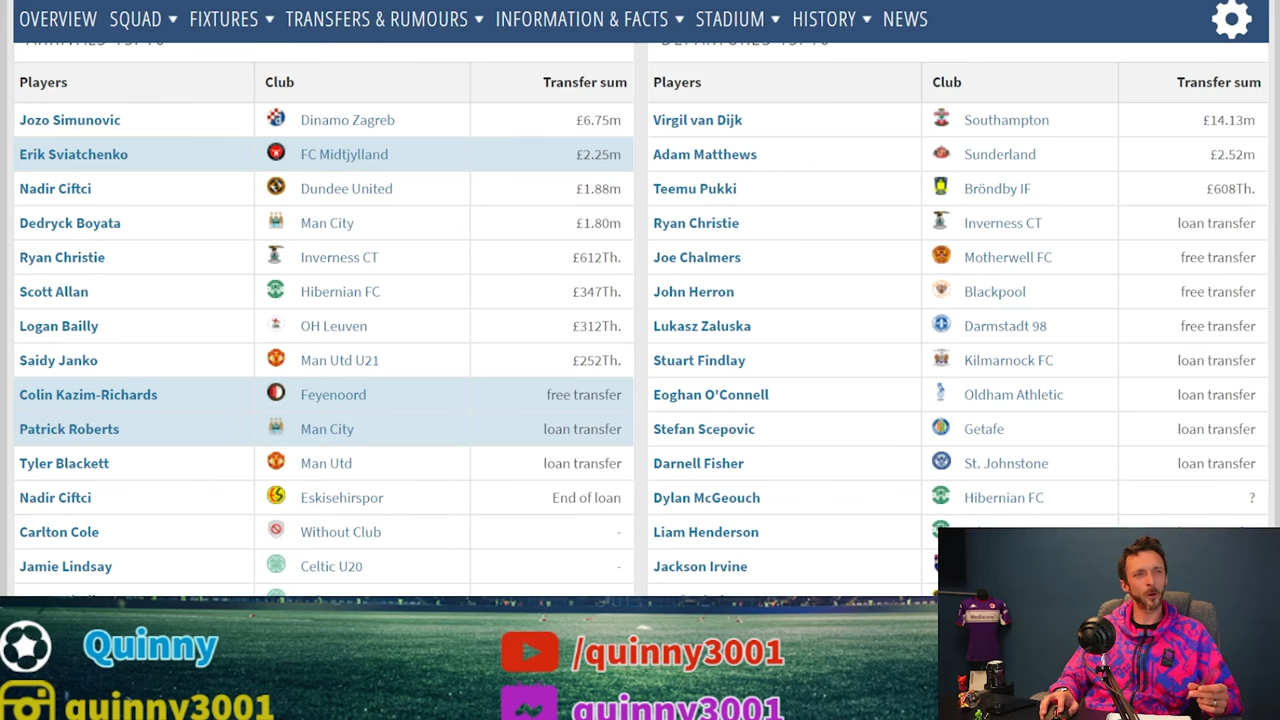 OVERVIEW SQUAD FIXTURES TRANSFERS & RUMOURS INFORMATION & FACTS STADIUM HISTORY NEWS
Players Club Transfer sum Players Club Transfer sum
Jozo Simunovic Dinamo Zagreb £6.75m Virgil van Dijk Southampton £14.13m
Erik Sviatchenko FC Midtjylland £2.25m Adam Matthews Sunderland £2.52m
Nadir Ciftci Dundee United £1.88m Teemu Pukki Bröndby IF £608Th.
Dedryck Boyata Man City £1.80m Ryan Christie Inverness CT loan transfer
Ryan Christie Inverness CT £612Th. Joe Chalmers Motherwell FC free transfer
Scott Allan Hibernian FC £347Th. John Herron Blackpool free transfer
Logan Bailly OH Leuven £312Th. Lukasz Zaluska Darmstadt 98 free transfer
Saidy Janko Man Utd U21 £252Th. Stuart Findlay Kilmarnock FC loan transfer
Colin Kazim-Richards Feyenoord free transfer Eoghan O'Connell Oldham Athletic loan transfer
Patrick Roberts Man City loan transfer Stefan Scepovic Getafe loan transfer
Tyler Blackett Man Utd loan transfer Darnell Fisher St. Johnstone loan transfer
Nadir Ciftci Eskisehirspor End of loan Dylan McGeouch Hibernian FC ?
Carlton Cole Without Club - Liam Henderson
Jamie Lindsay Celtic U20 - Jackson Irvine
Quinny /quinny3001
quinny3001 quinny3001